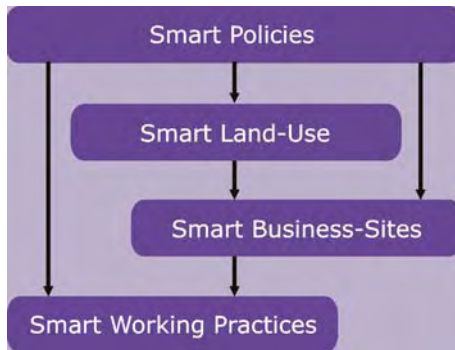 Smart Policies
Smart Land-Use
Smart Business-Sites
Smart Working Practices